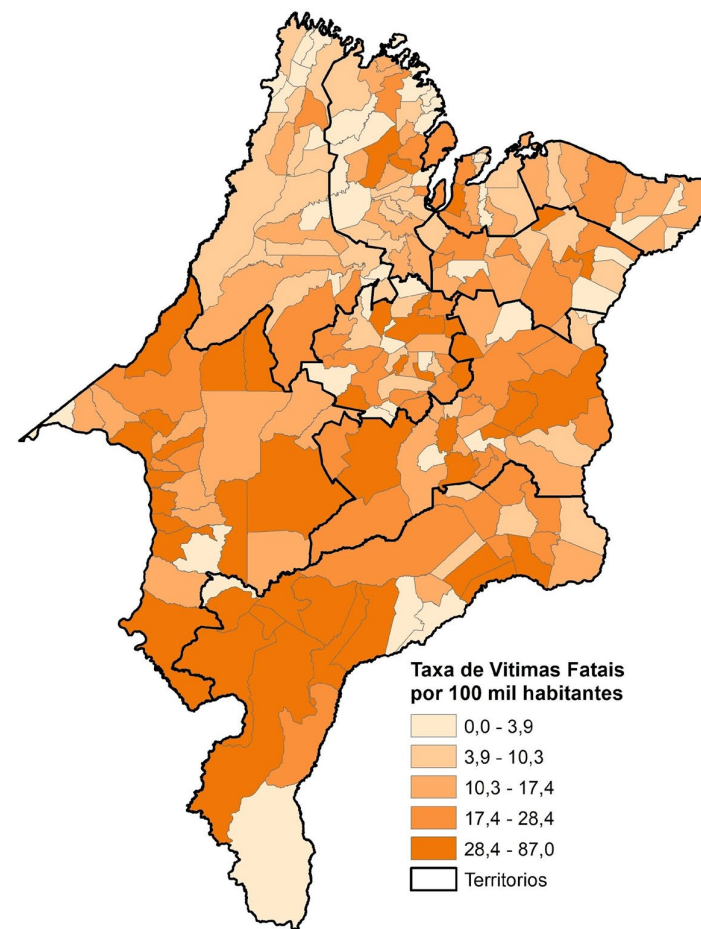 Taxa de Vitimas Fatais
por 100 mil habitantes
0,0 - 3,9
3,9 - 10,3
10,3 - 17,4
17,4 - 28,4
28,4 - 87,0
Territorios